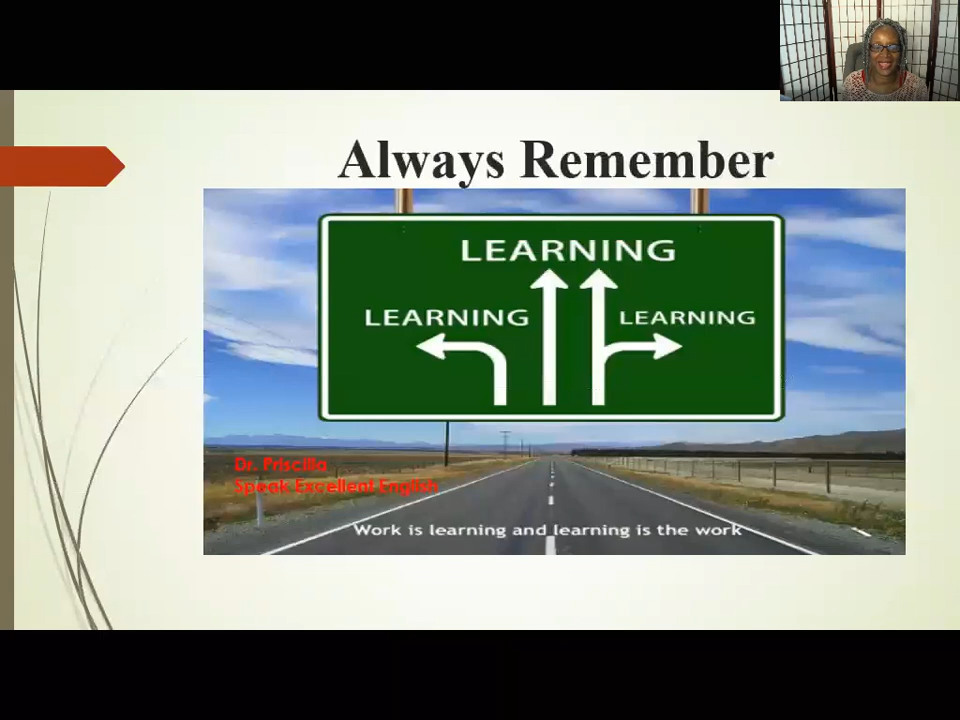 Always Remember
LEARNING
LEARNING
LEARNING
Dr. Priscilla
Speak Excellent English
Work is learning and learning is the work